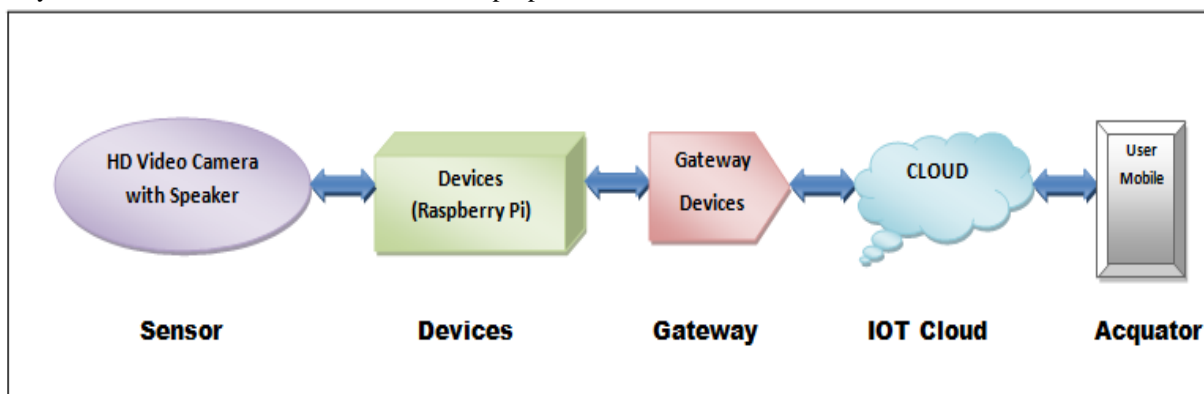 HD Video Camera
with Speaker
Devices
(Raspberry Pi)
Gateway
Devices
CLOUD
User
Mobile
Sensor
Devices
Gateway
IOT Cloud
Acquator